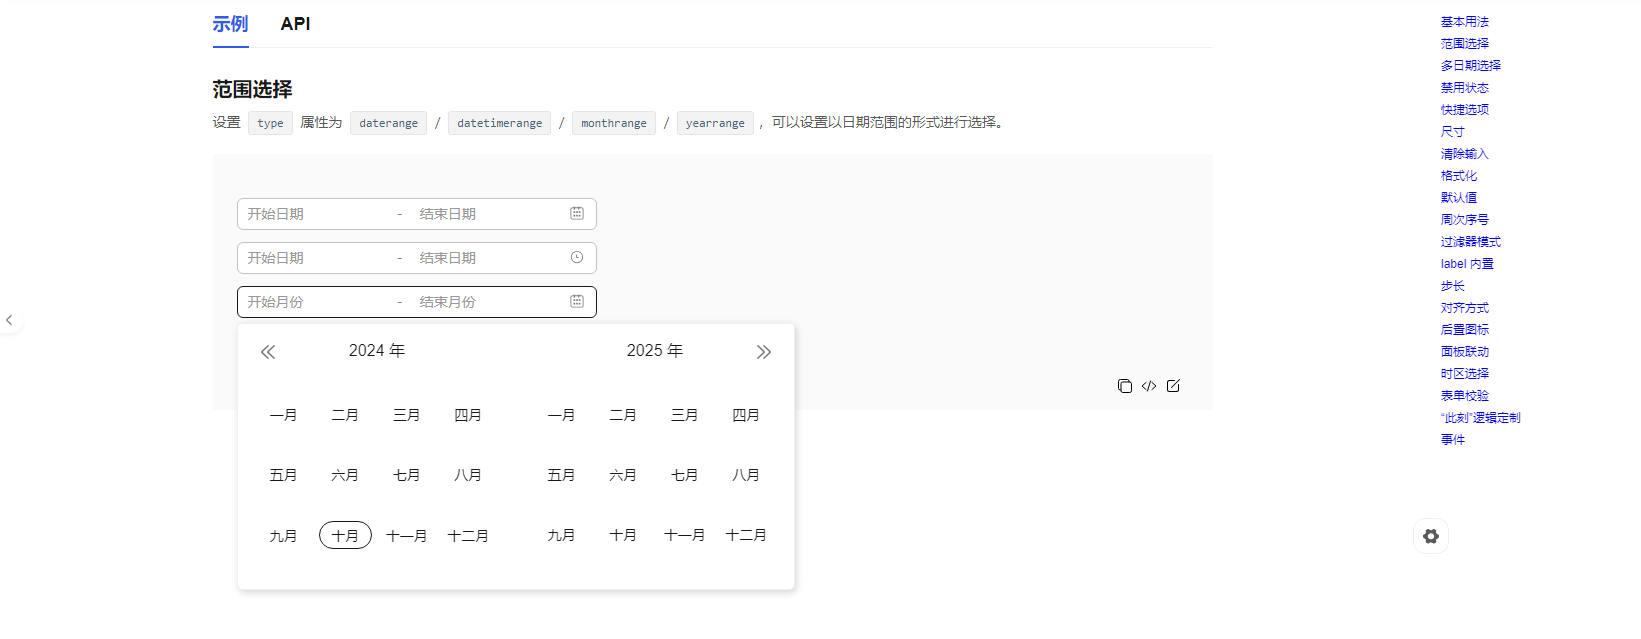 示例 API
范围选择
设置 type 属性为 daterange / datetimerange / monthrange / yearrange ，可以设置以日期范围的形式进行选择。
开始日期 - 结束日期
开始日期 - 结束日期
开始月份 - 结束月份
2024 年 2025 年
一月 二月 三月 四月 一月 二月 三月 四月
五月 六月 七月 八月 五月 六月 七月 八月
九月 十月 十一月 十二月 九月 十月 十一月 十二月
基本用法
范围选择
多日期选择
禁用状态
快捷选项
尺寸
清除输入
格式化
默认值
周次序号
过滤器模式
label 内置
步长
对齐方式
后置图标
面板联动
时区选择
表单校验
“此刻”逻辑定制
事件